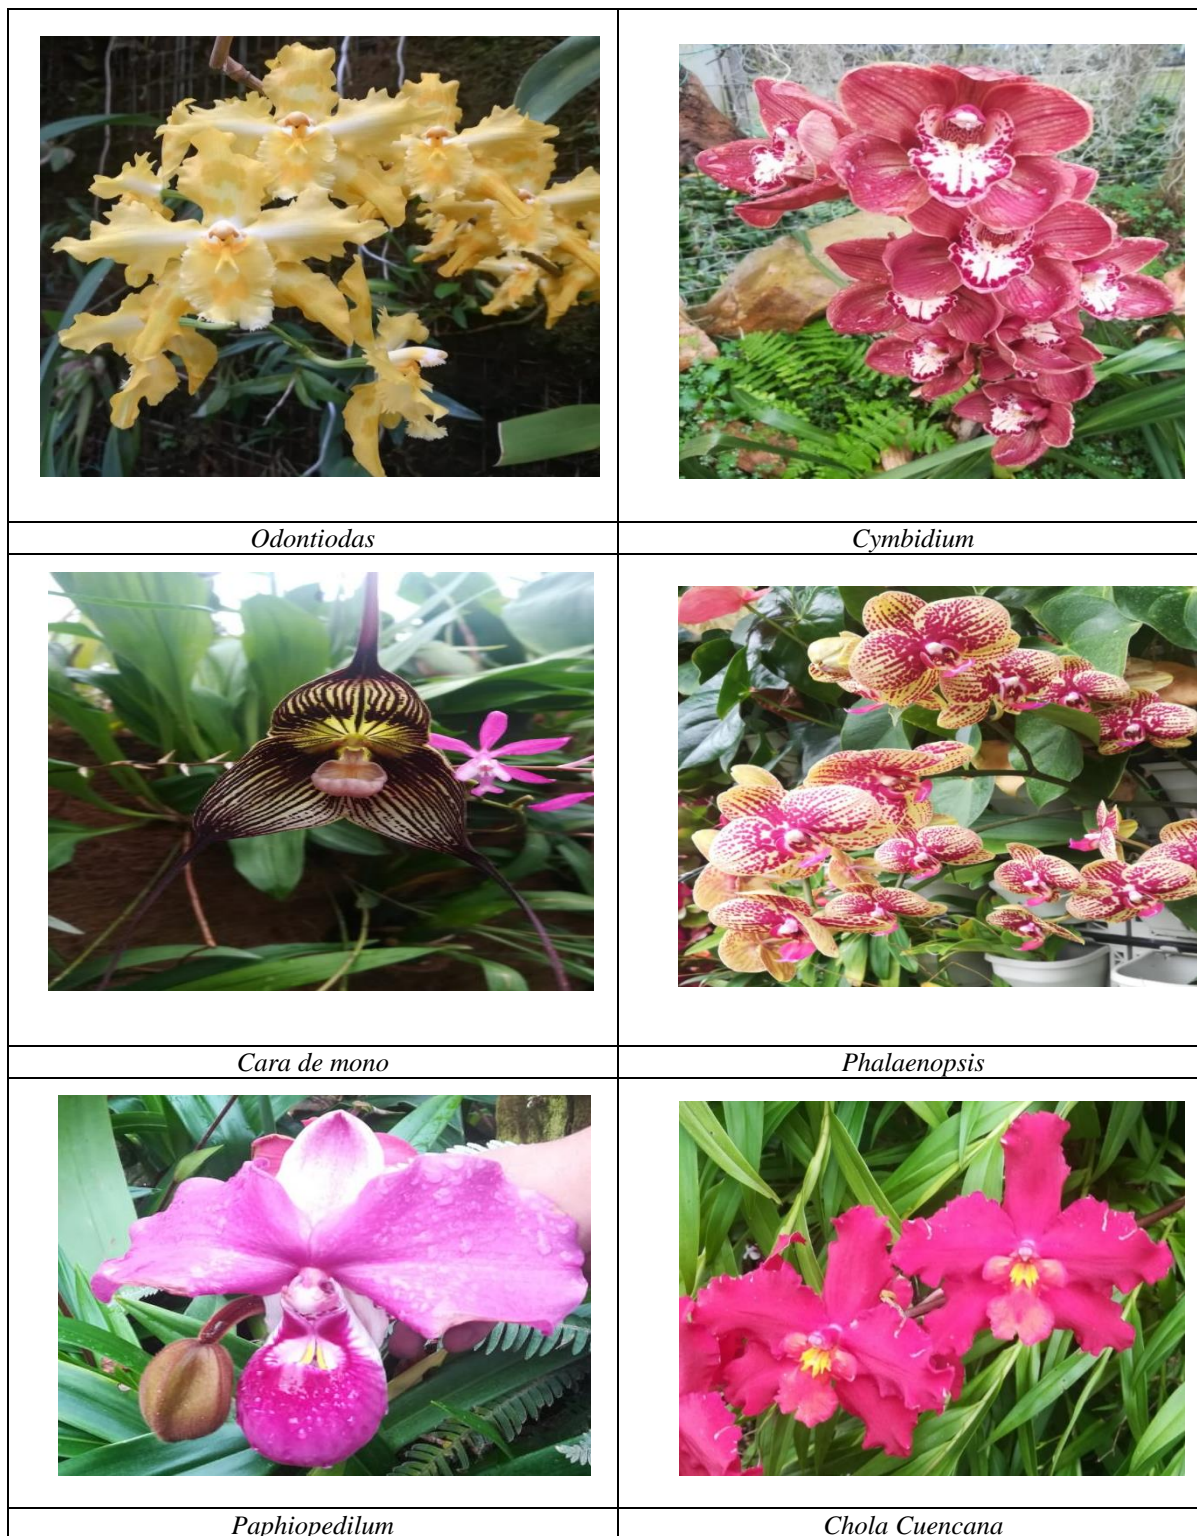 Odontiodas
Cymbidium
Cara de mono
Phalaenopsis
Paphiopedilum
Chola Cuencana